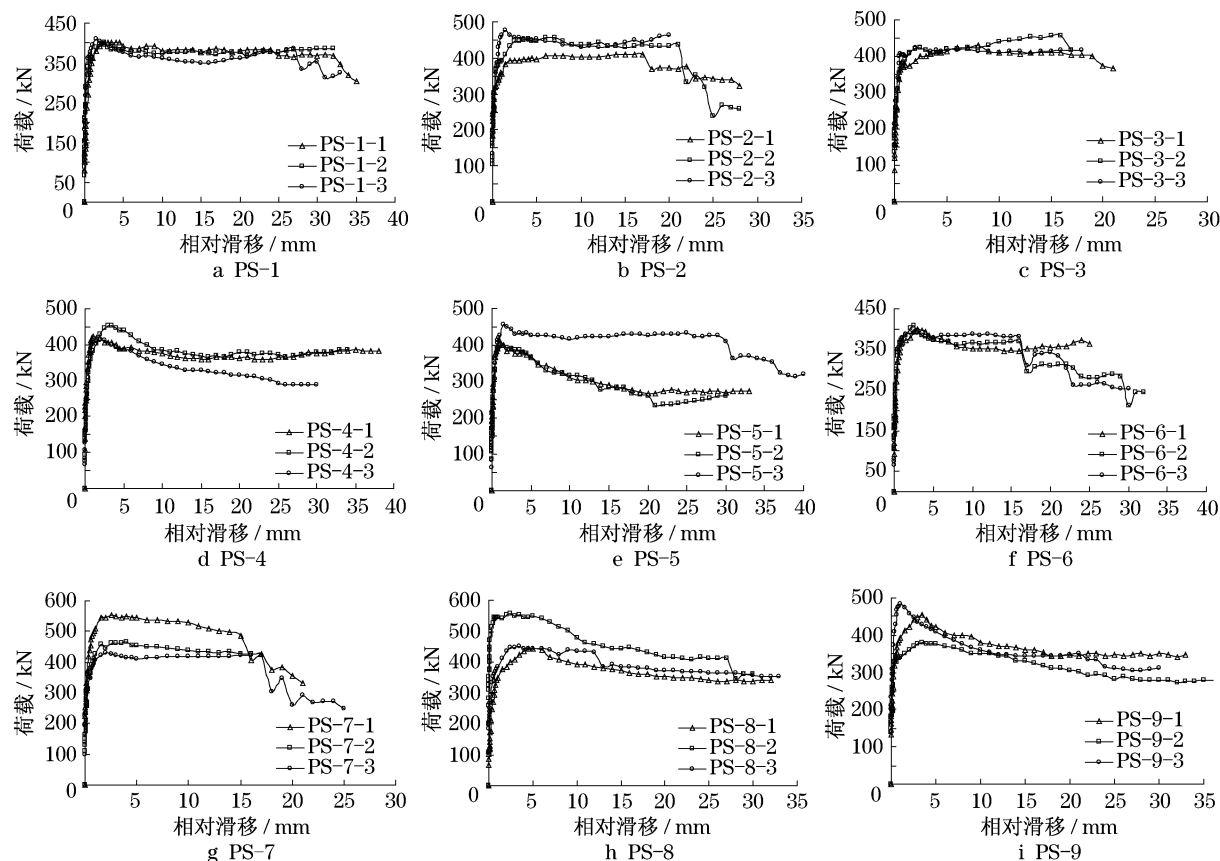 荷载 / kN
450
350
250
150
50
0
5 10 15 20 25 30 35 40
PS-1-1
PS-1-2
PS-1-3
相对滑移 / mm
a PS-1
荷载 / kN
500
400
300
200
100
0
5 10 15 20 25 30 35
PS-2-1
PS-2-2
PS-2-3
相对滑移 / mm
b PS-2
荷载 / kN
500
400
300
200
100
0
5 10 15 20 25 30
PS-3-1
PS-3-2
PS-3-3
相对滑移 / mm
c PS-3
荷载 / kN
500
400
300
200
100
0
5 10 15 20 25 30 35 40
PS-4-1
PS-4-2
PS-4-3
相对滑移 / mm
d PS-4
荷载 / kN
500
400
300
200
100
0
5 10 15 20 25 30 35 40
PS-5-1
PS-5-2
PS-5-3
相对滑移 / mm
e PS-5
荷载 / kN
450
350
250
150
50
0
5 10 15 20 25 30 35 40
PS-6-1
PS-6-2
PS-6-3
相对滑移 / mm
f PS-6
荷载 / kN
600
500
400
300
200
100
0
5 10 15 20 25 30
PS-7-1
PS-7-2
PS-7-3
相对滑移 / mm
g PS-7
荷载 / kN
600
500
400
300
200
100
0
5 10 15 20 25 30 35
PS-8-1
PS-8-2
PS-8-3
相对滑移 / mm
h PS-8
荷载 / kN
500
400
300
200
100
0
5 10 15 20 25 30 35
PS-9-1
PS-9-2
PS-9-3
相对滑移 / mm
i PS-9